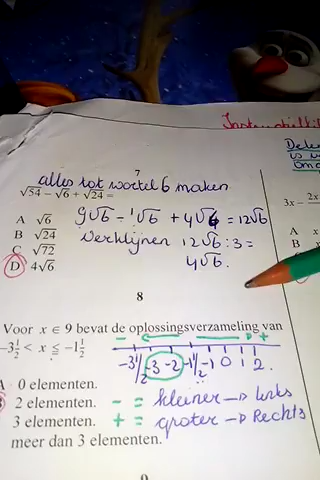 7
alles tot wortel 6 maken
√54 − √6 + √24 =
A √6
B √24
C √72
D 4√6
9√6 − 1√6 + 4√6 = 12√6
12√6 : 3 =
4√6.
8
Voor x ∈ 9 bevat de oplossingsverzameling van
−3½ < x ≦ −1½
-3½ -3 -2 -1½ -1 0 1 2
A 0 elementen.
2 elementen. - = kleiner → links
3 elementen. + = groter → Rechts
meer dan 3 elementen.
3x −
A
B